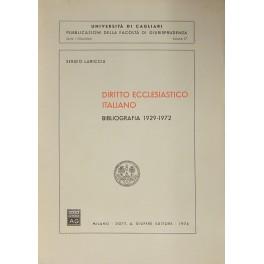 UNIVERSITÀ DI CAGLIARI
PUBBLICAZIONI DELLA FACOLTÀ DI GIURISPRUDENZA
SERGIO LARICCIA
DIRITTO ECCLESIASTICO
ITALIANO
BIBLIOGRAFIA 1929-1972
AG
MILANO - DOTT. A. GIUFFRÈ EDITORE - 1974